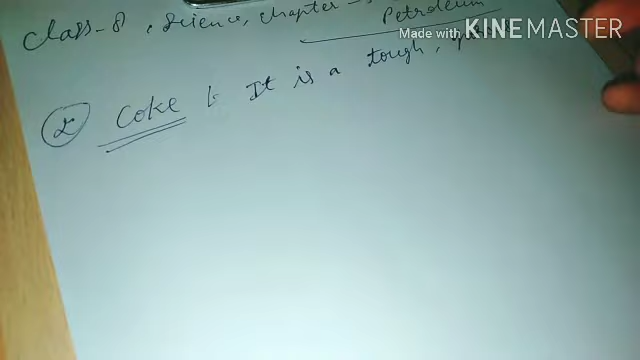 Class-8, Science, Chapter-
Petroleum
Made with KINEMASTER
2 Coke It is a tough,